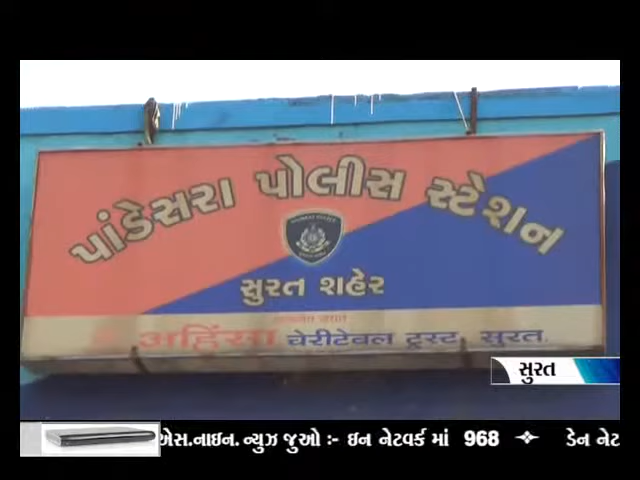 પાંડેસરા પોલીસ સ્ટેશન
સુરત શહેર
અહિંસા ચેરીટેબલ ટ્રસ્ટ, સુરત.
સુરત
એસ.નાઇન. ન્યુઝ જુઓ :- ઇન નેટવર્ક માં 968 ડેન નેટ